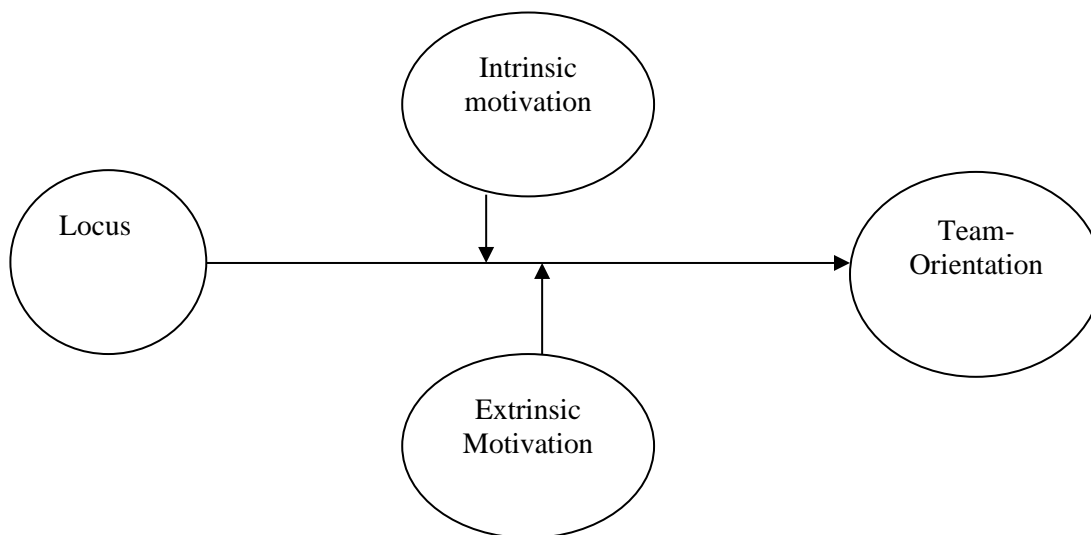 Intrinsic
motivation
Locus
Team-
Orientation
Extrinsic
Motivation